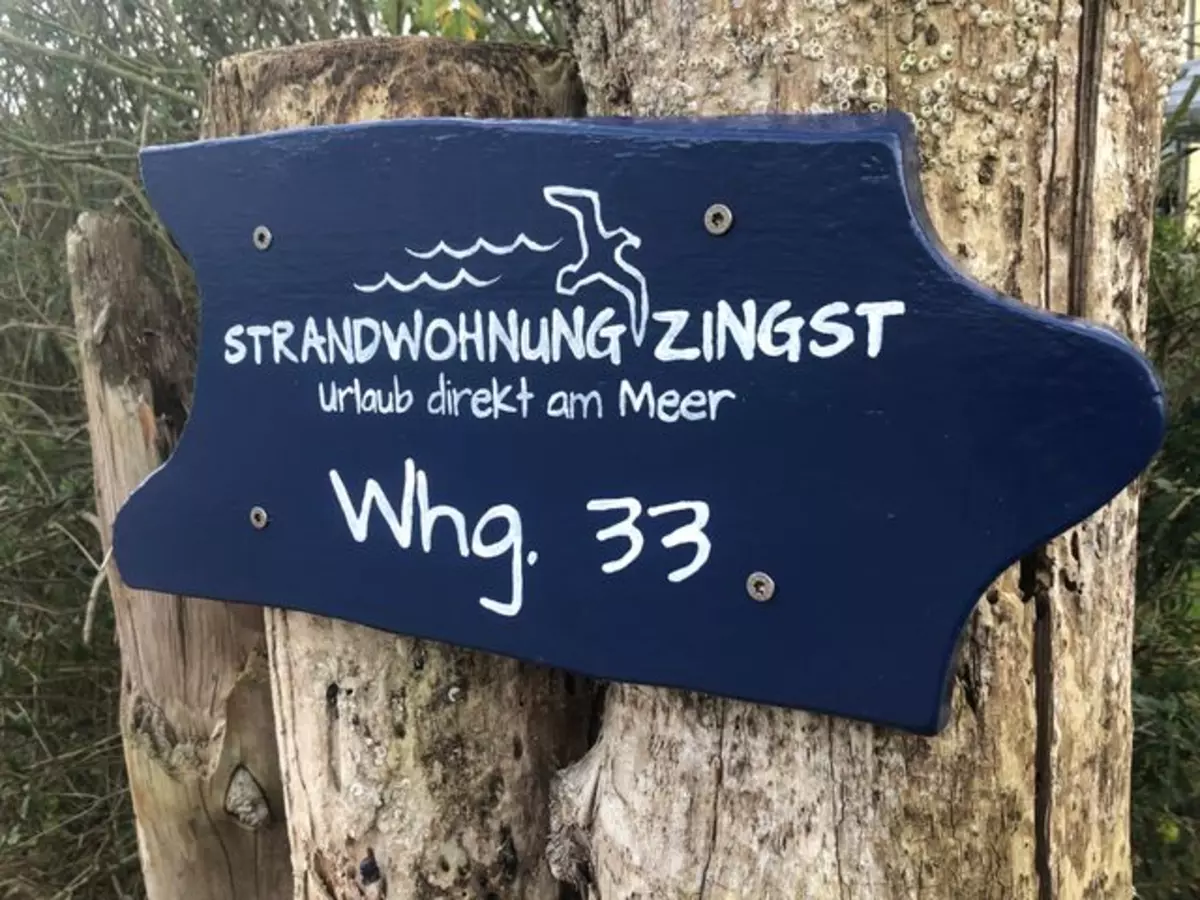 STRANDWOHNUNG ZINGST
urlaub direkt am Meer
Whg. 33